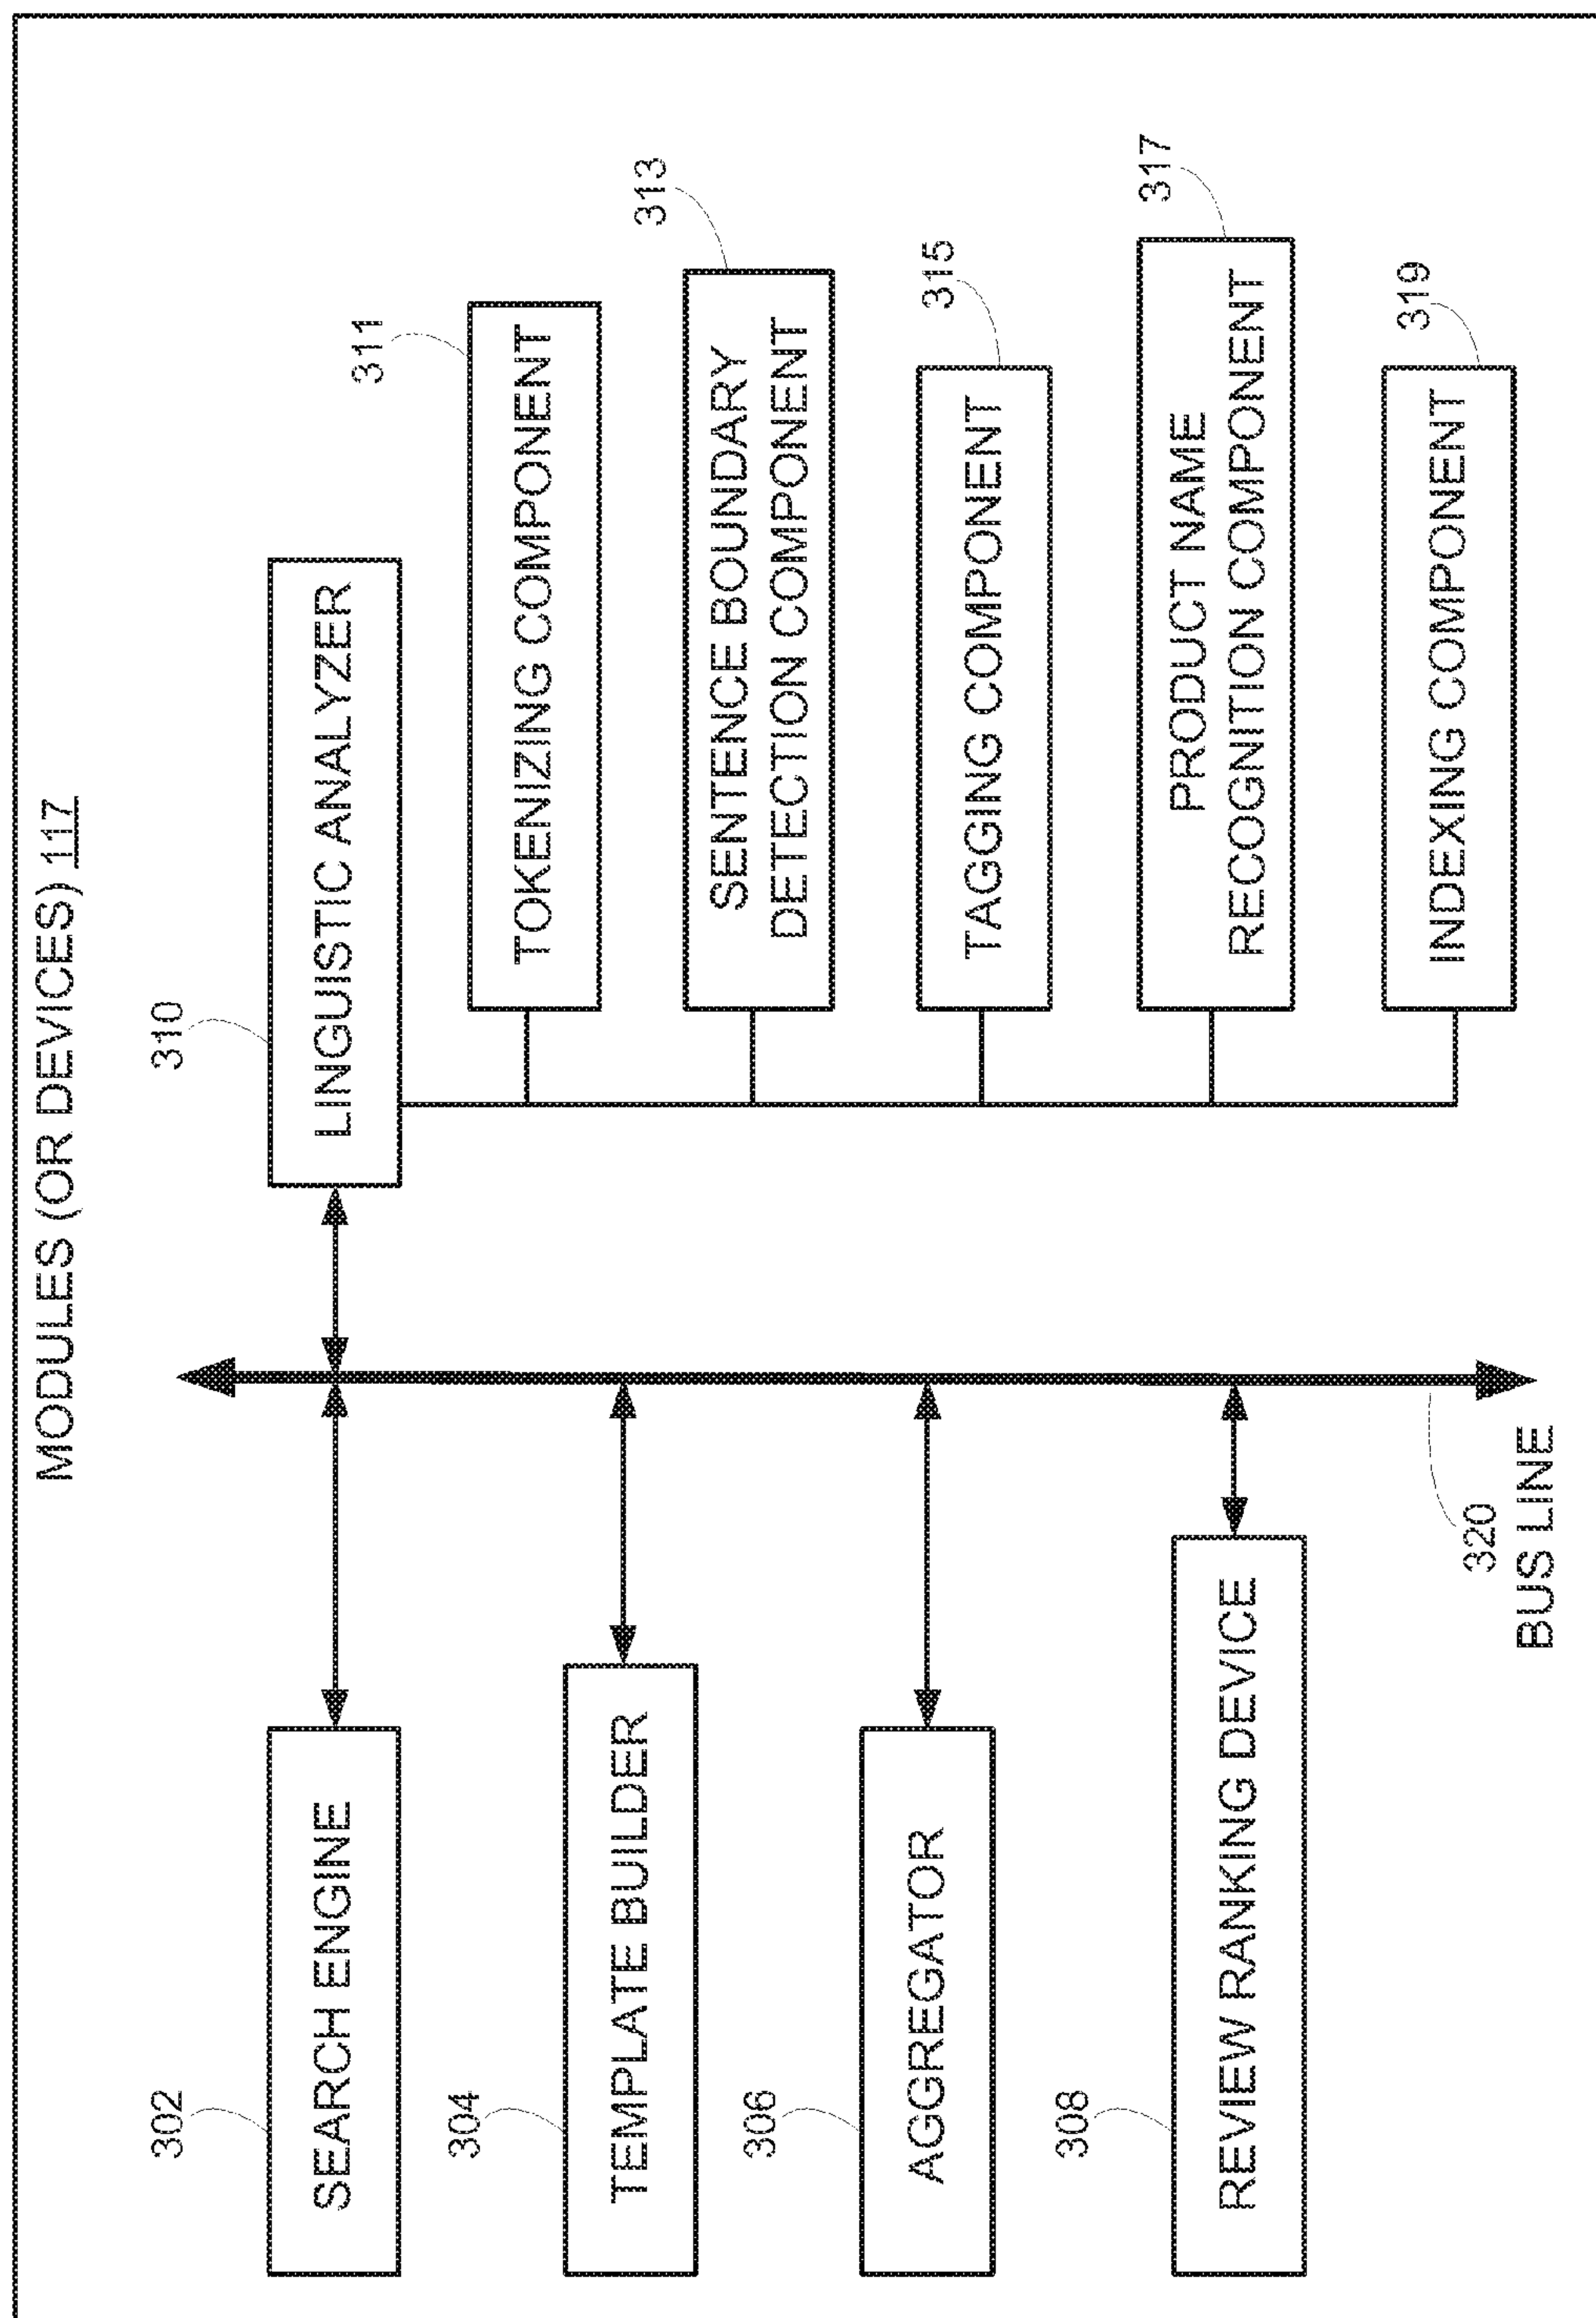 MODULES (OR DEVICES) 117
302
SEARCH ENGINE
304
TEMPLATE BUILDER
306
AGGREGATOR
308
REVIEW RANKING DEVICE
320
BUS LINE
310
LINGUISTIC ANALYZER
311
TOKENIZING COMPONENT
313
SENTENCE BOUNDARY
DETECTION COMPONENT
315
TAGGING COMPONENT
317
PRODUCT NAME
RECOGNITION COMPONENT
319
INDEXING COMPONENT